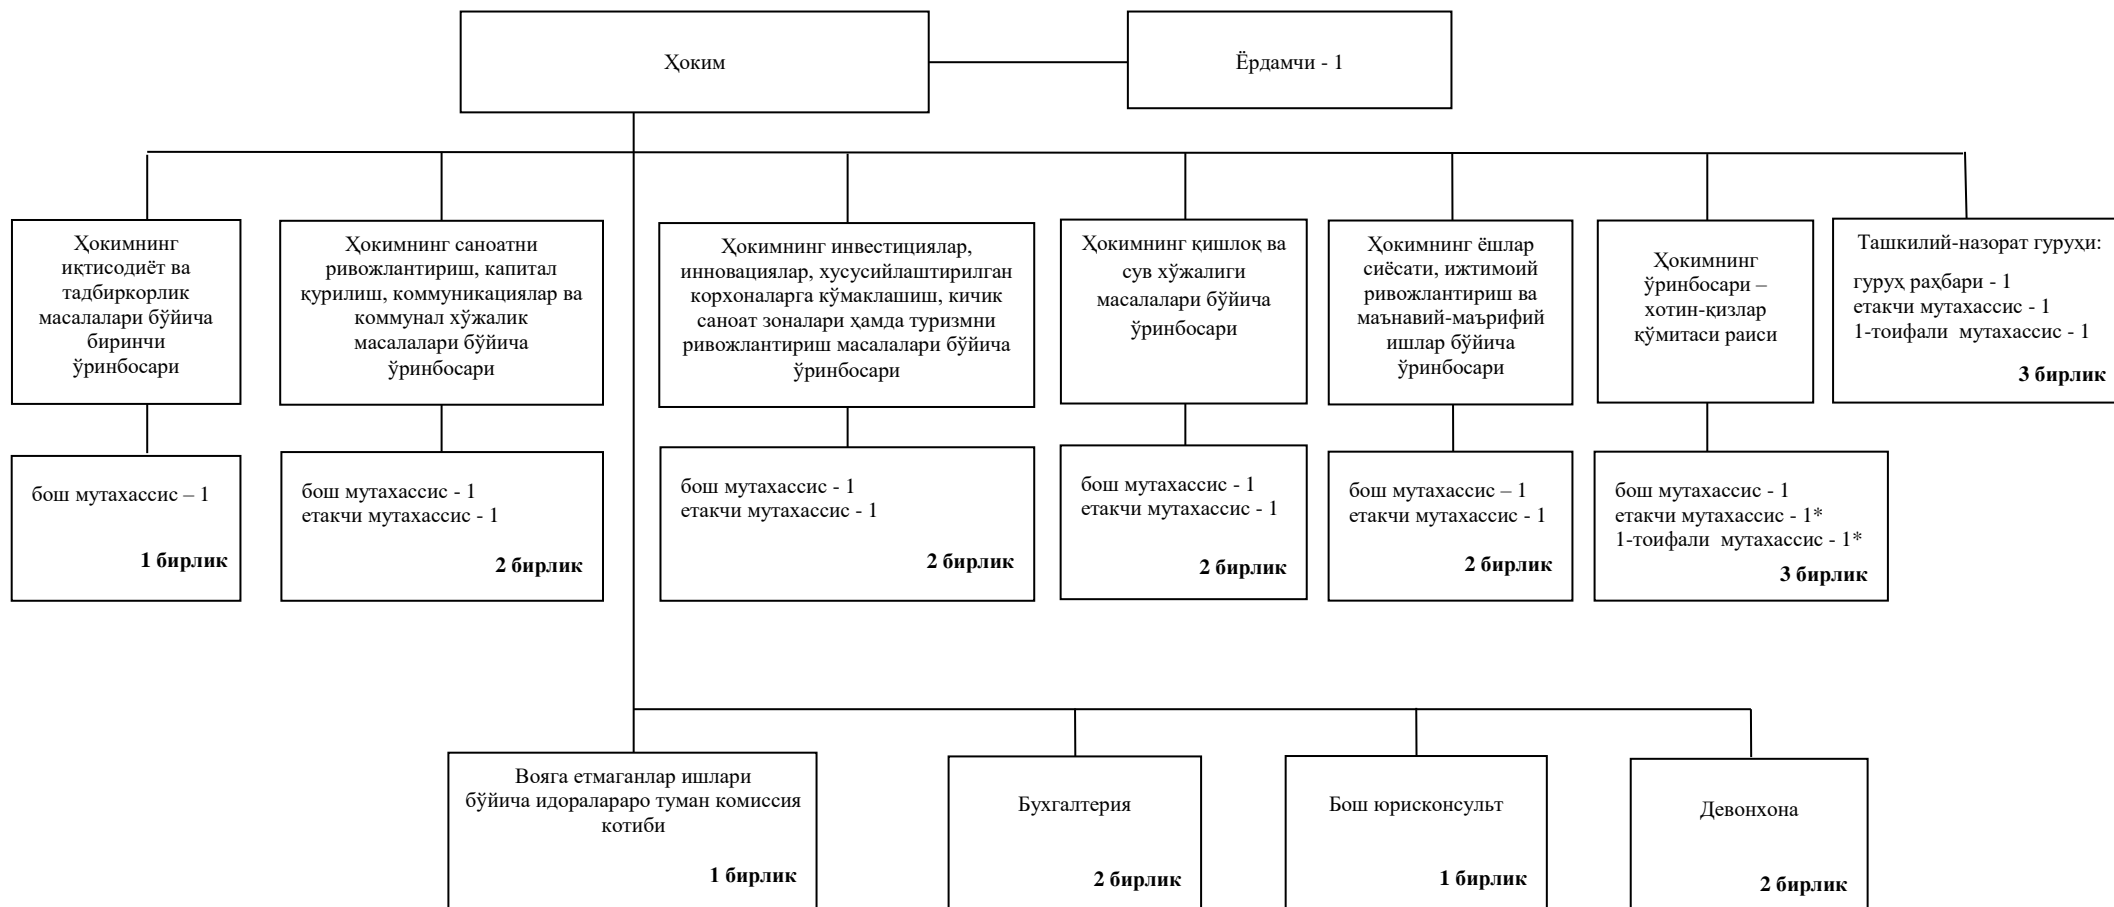 Ҳоким
Ёрдамчи - 1
Ҳокимнинг
иқтисодиёт ва
тадбиркорлик
масалалари бўйича
биринчи
ўринбосари
Ҳокимнинг саноатни
ривожлантириш, капитал
қурилиш, коммуникациялар ва
коммунал хўжалик
масалалари бўйича
ўринбосари
Ҳокимнинг инвестициялар,
инновациялар, хусусийлаштирилган
корхоналарга кўмаклашиш, кичик
саноат зоналари ҳамда туризмни
ривожлантириш масалалари бўйича
ўринбосари
Ҳокимнинг қишлоқ ва
сув хўжалиги
масалалари бўйича
ўринбосари
Ҳокимнинг ёшлар
сиёсати, ижтимоий
ривожлантириш ва
маънавий-маърифий
ишлар бўйича
ўринбосари
Ҳокимнинг
ўринбосари –
хотин-қизлар
қўмитаси раиси
Ташкилий-назорат гуруҳи:
гуруҳ раҳбари - 1
етакчи мутахассис - 1
1-тоифали  мутахассис - 1
3 бирлик
бош мутахассис – 1
1 бирлик
бош мутахассис - 1
етакчи мутахассис - 1
2 бирлик
бош мутахассис - 1
етакчи мутахассис - 1
2 бирлик
бош мутахассис - 1
етакчи мутахассис - 1
2 бирлик
бош мутахассис – 1
етакчи мутахассис - 1
2 бирлик
бош мутахассис - 1
етакчи мутахассис - 1*
1-тоифали  мутахассис - 1*
3 бирлик
Вояга етмаганлар ишлари
бўйича идоралараро туман комиссия
котиби
1 бирлик
Бухгалтерия
2 бирлик
Бош юрисконсульт
1 бирлик
Девонхона
2 бирлик